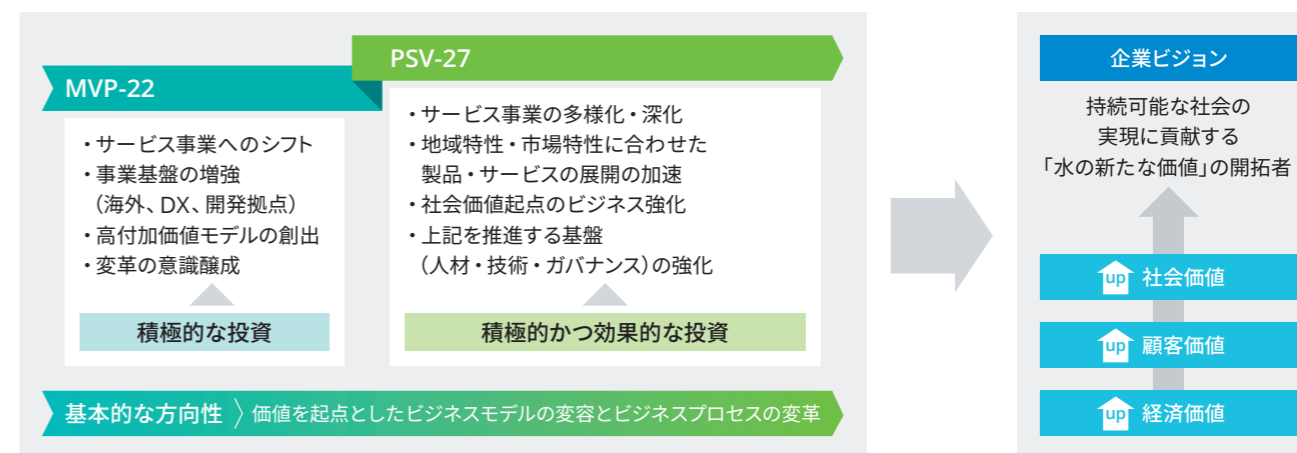 MVP-22
・サービス事業へのシフト
・事業基盤の増強
（海外、DX、開発拠点）
・高付加価値モデルの創出
・変革の意識醸成
積極的な投資
PSV-27
・サービス事業の多様化・深化
・地域特性・市場特性に合わせた
製品・サービスの展開の加速
・社会価値起点のビジネス強化
・上記を推進する基盤
（人材・技術・ガバナンス）の強化
積極的かつ効果的な投資
基本的な方向性 〉価値を起点としたビジネスモデルの変容とビジネスプロセスの変革
企業ビジョン
持続可能な社会の
実現に貢献する
「水の新たな価値」の開拓者
up 社会価値
up 顧客価値
up 経済価値